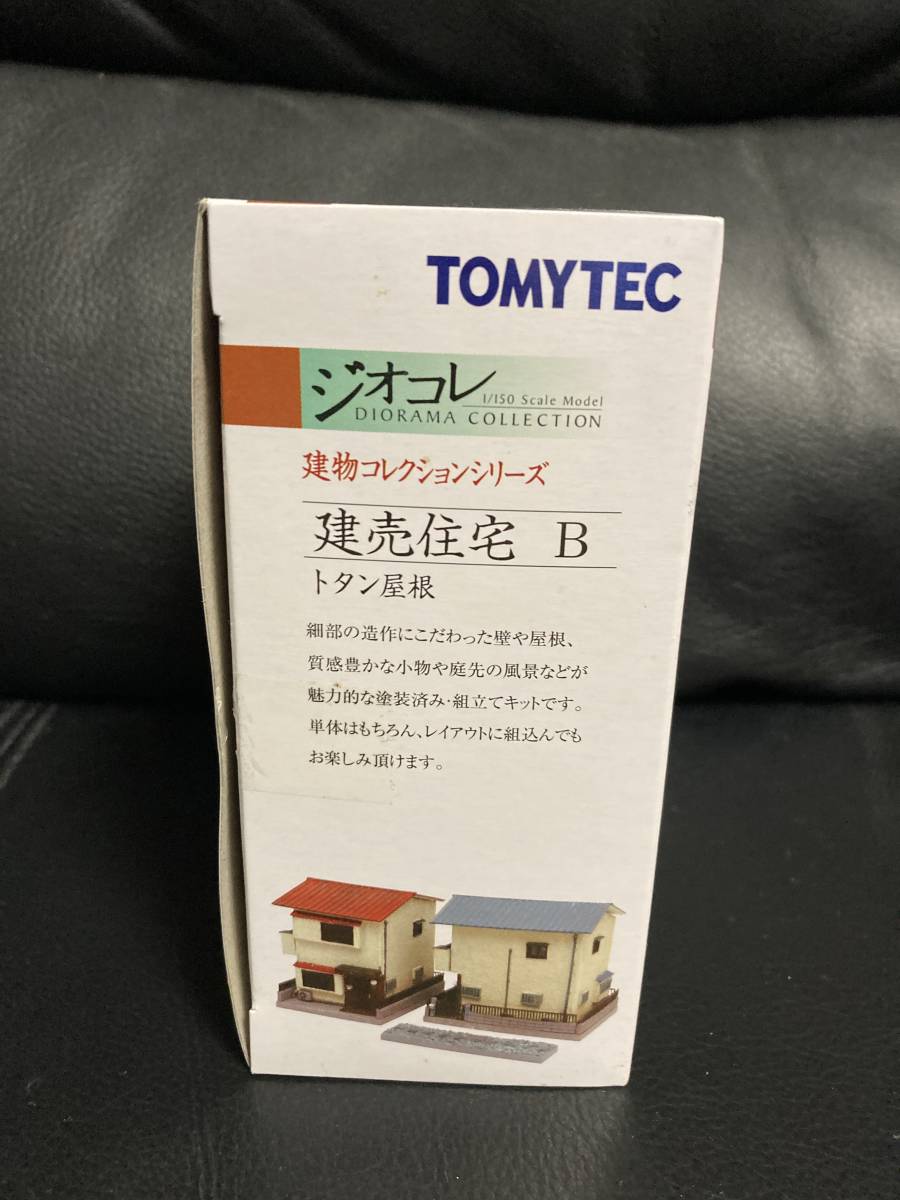 TOMYTEC
ジオコレ
1/150 Scale Model
DIORAMA COLLECTION
建物コレクションシリーズ
建売住宅 B
トタン屋根
細部の造作にこだわった壁や屋根、
質感豊かな小物や庭先の風景などが
魅力的な塗装済み･組立てキットです。
単体はもちろん、レイアウトに組込んでも
お楽しみ頂けます。